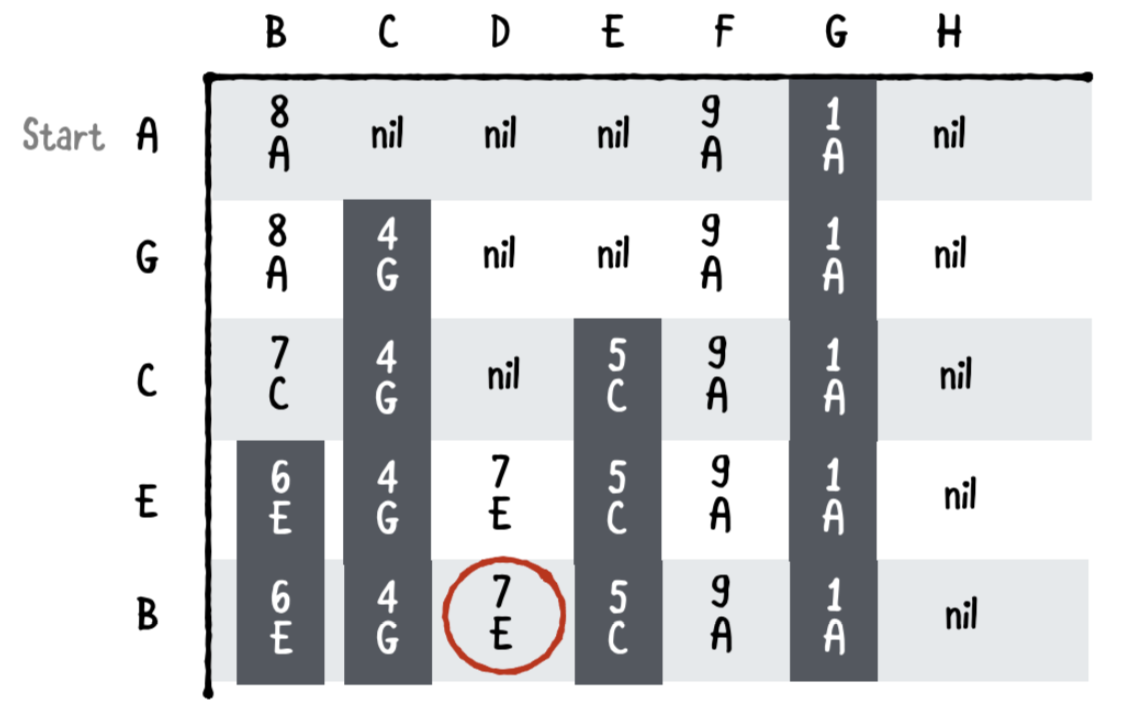 B C D E F G H
Start A 8 A nil nil nil 9 A 1 A nil
G 8 A 4 G nil nil 9 A 1 A nil
C 7 C 4 G nil 5 C 9 A 1 A nil
E 6 E 4 G 7 E 5 C 9 A 1 A nil
B 6 E 4 G 7 E 5 C 9 A 1 A nil